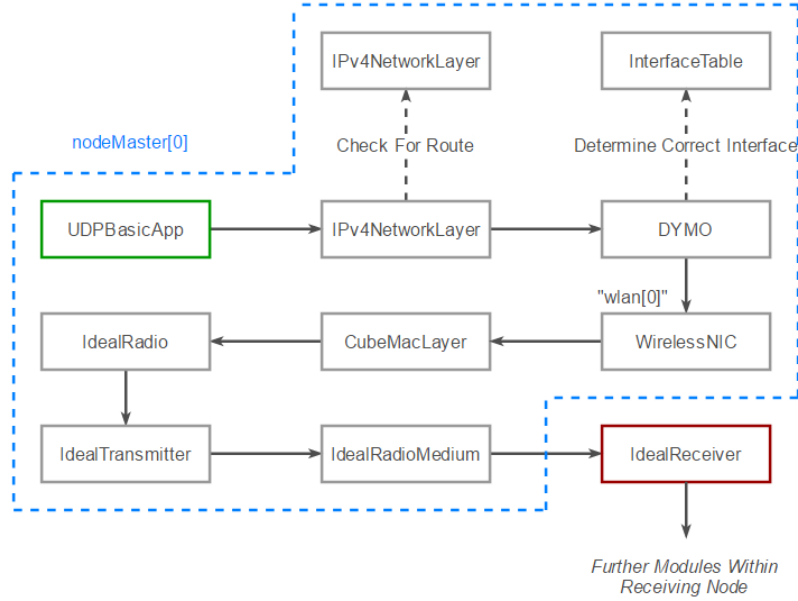 IPv4NetworkLayer
InterfaceTable
nodeMaster[0]
Check For Route
Determine Correct Interface
UDPBasicApp
IPv4NetworkLayer
DYMO
"wlan[0]"
IdealRadio
CubeMacLayer
WirelessNIC
IdealTransmitter
IdealRadioMedium
IdealReceiver
Further Modules Within
Receiving Node